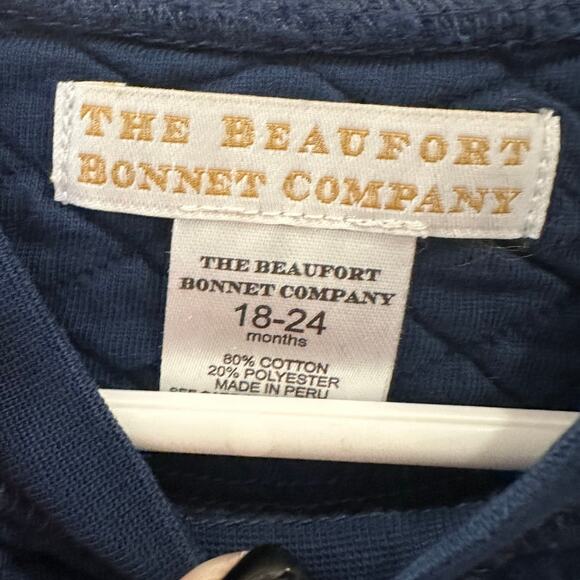 THE BEAUFORT
BONNET COMPANY
THE BEAUFORT
BONNET COMPANY
18-24
months
80% COTTON
20% POLYESTER
MADE IN PERU